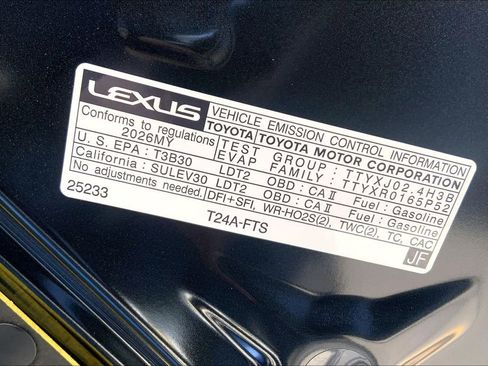 LEXUS
VEHICLE EMISSION CONTROL INFORMATION
Conforms to regulations
2026MY
TOYOTA/TOYOTA MOTOR CORPORATION
TEST GROUP : TTYXJ02.4H3B
EVAP FAMILY : TTYXR0165P52
U. S. EPA : T3B30 LDT2 OBD : CA II Fuel : Gasoline
California : SULEV30 LDT2 OBD : CA II Fuel : Gasoline
No adjustments needed. DFI+SFI, WR-HO2S(2), TWC(2), TC, CAC
25233
T24A-FTS
JF